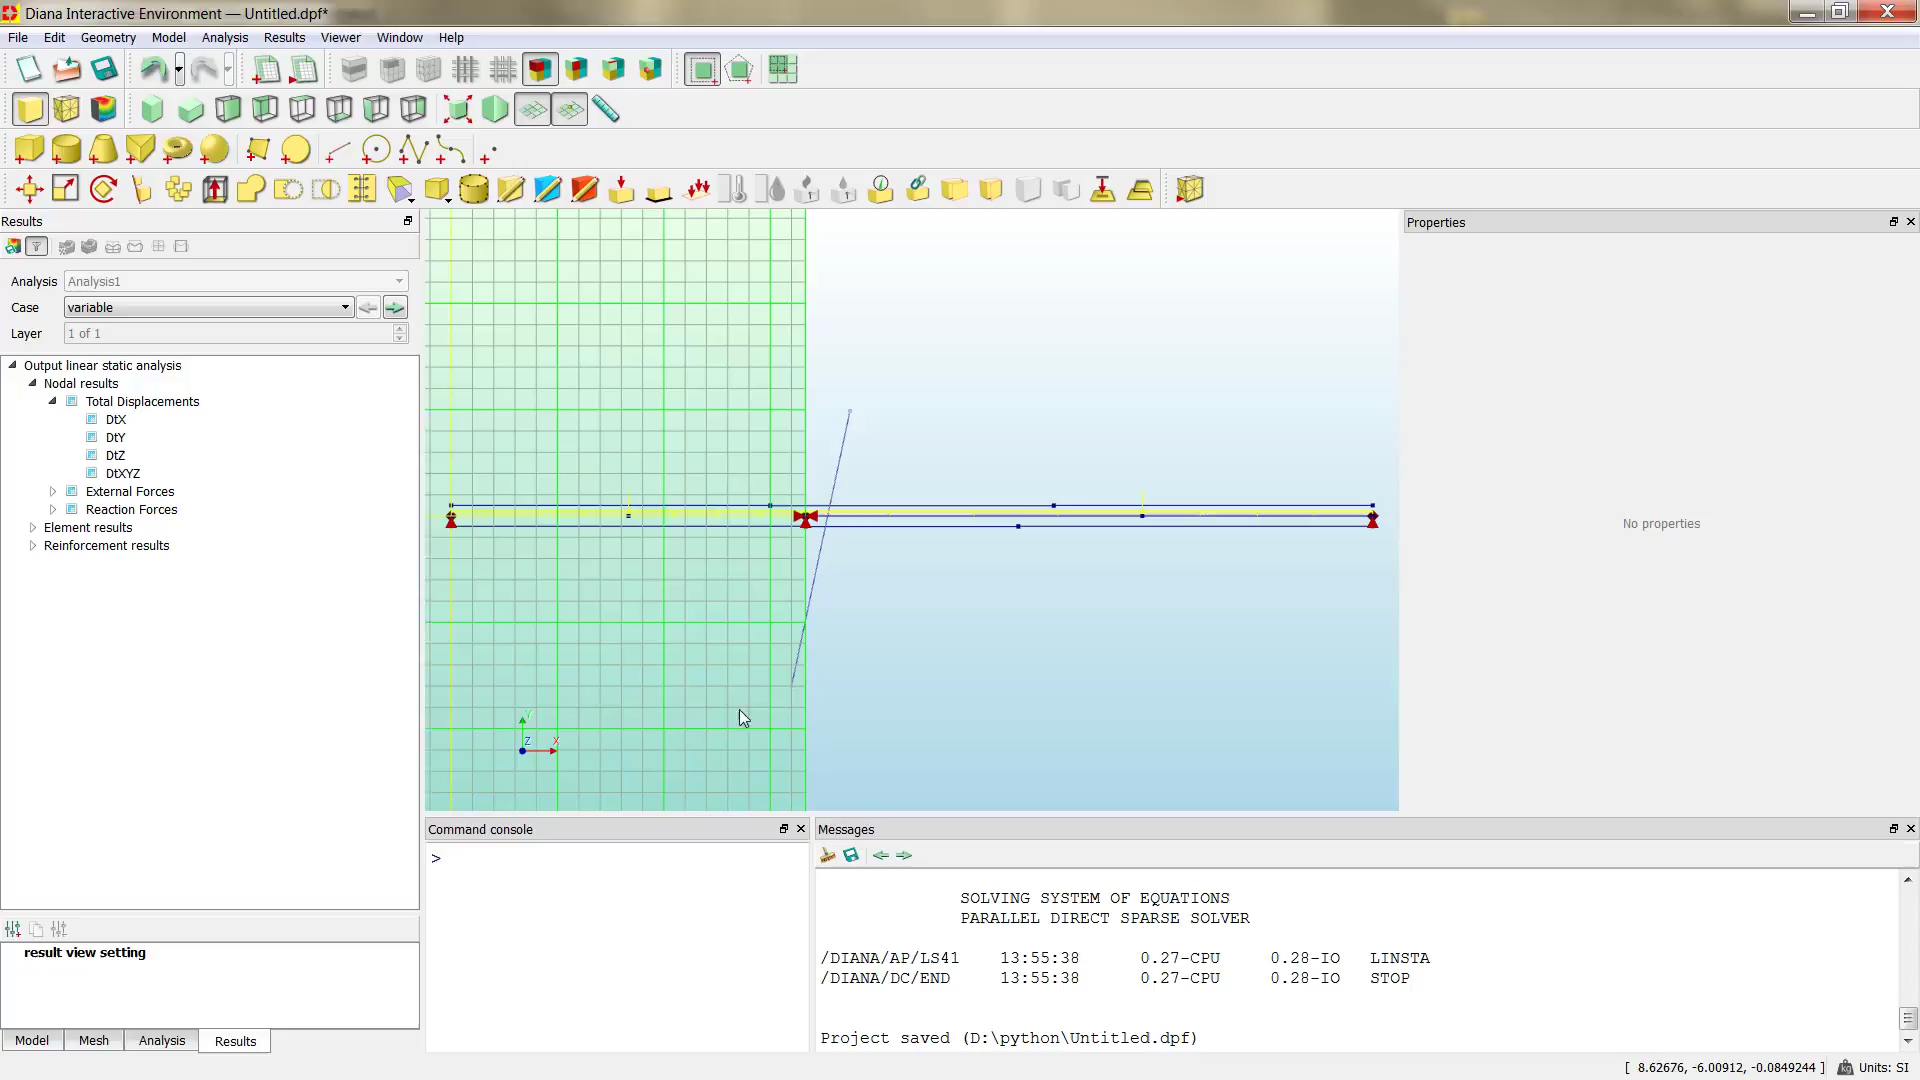 Diana Interactive Environment — Untitled.dpf*
File Edit Geometry Model Analysis Results Viewer Window Help
Results
Analysis Analysis1
Case variable
Layer 1 of 1
Output linear static analysis
Nodal results
Total Displacements
DtX
DtY
DtZ
DtXYZ
External Forces
Reaction Forces
Element results
Reinforcement results
result view setting
Model Mesh Analysis Results
Y
Z X
Properties
No properties
Command console
>
Messages
SOLVING SYSTEM OF EQUATIONS
PARALLEL DIRECT SPARSE SOLVER
/DIANA/AP/LS41 13:55:38 0.27-CPU 0.28-IO LINSTA
/DIANA/DC/END 13:55:38 0.27-CPU 0.28-IO STOP
Project saved (D:\python\Untitled.dpf)
[ 8.62676, -6.00912, -0.0849244 ] Units: SI